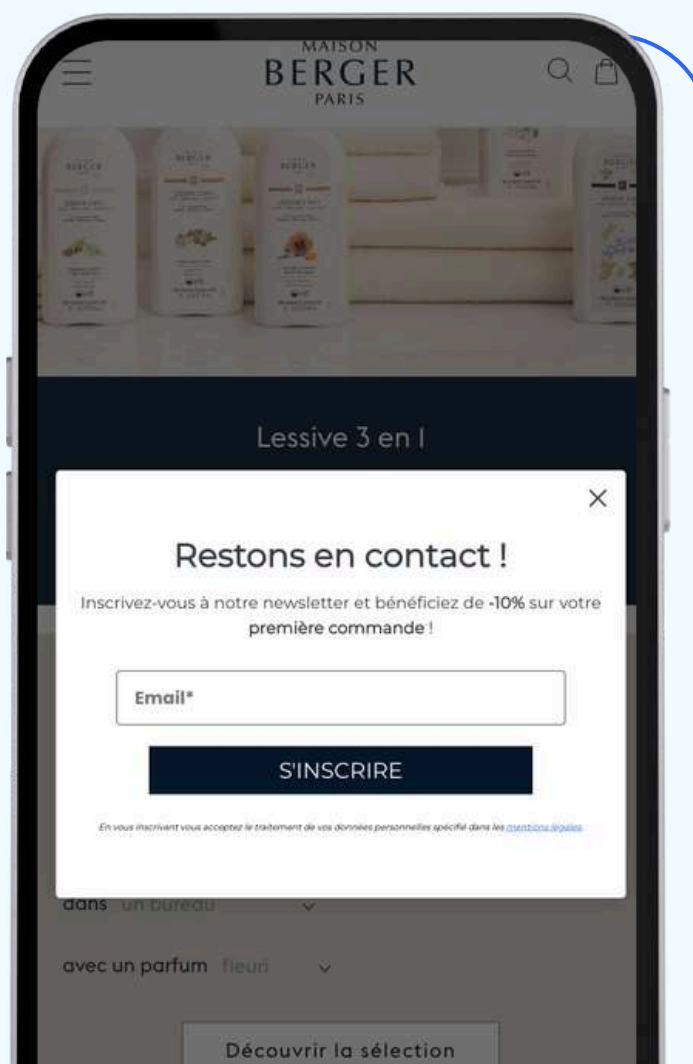 MAISON
BERGER
PARIS
Lessive 3 en 1
Restons en contact !
Inscrivez-vous à notre newsletter et bénéficiez de -10% sur votre
première commande !
Email*
S'INSCRIRE
En vous inscrivant vous acceptez le traitement de vos données personnelles spécifié dans les mentions légales
dans un bureau
avec un parfum fleuri
Découvrir la sélection